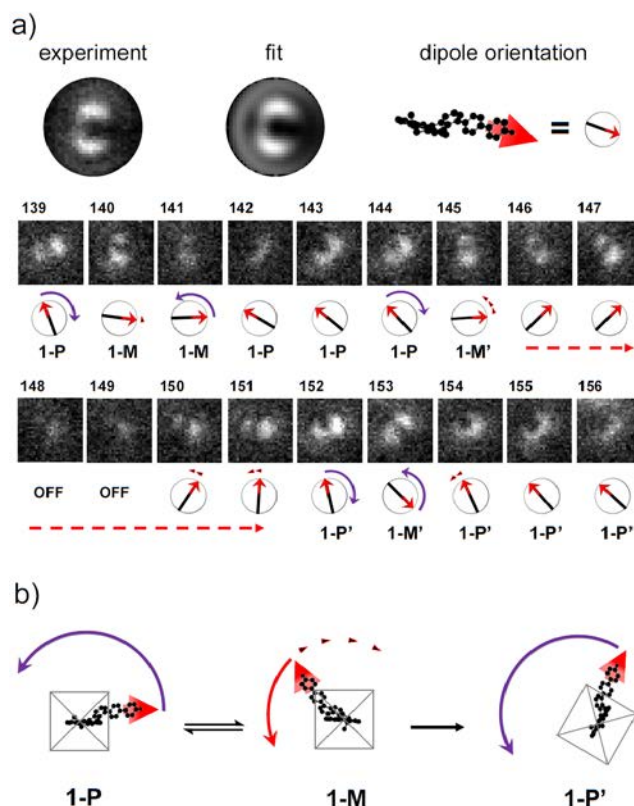 a)
experiment fit dipole orientation
=
139 140 141 142 143 144 145 146 147
1-P 1-M 1-M 1-P 1-P 1-P 1-M'
148 149 150 151 152 153 154 155 156
OFF OFF 1-P' 1-M' 1-P' 1-P' 1-P'
b)
1-P 1-M 1-P'